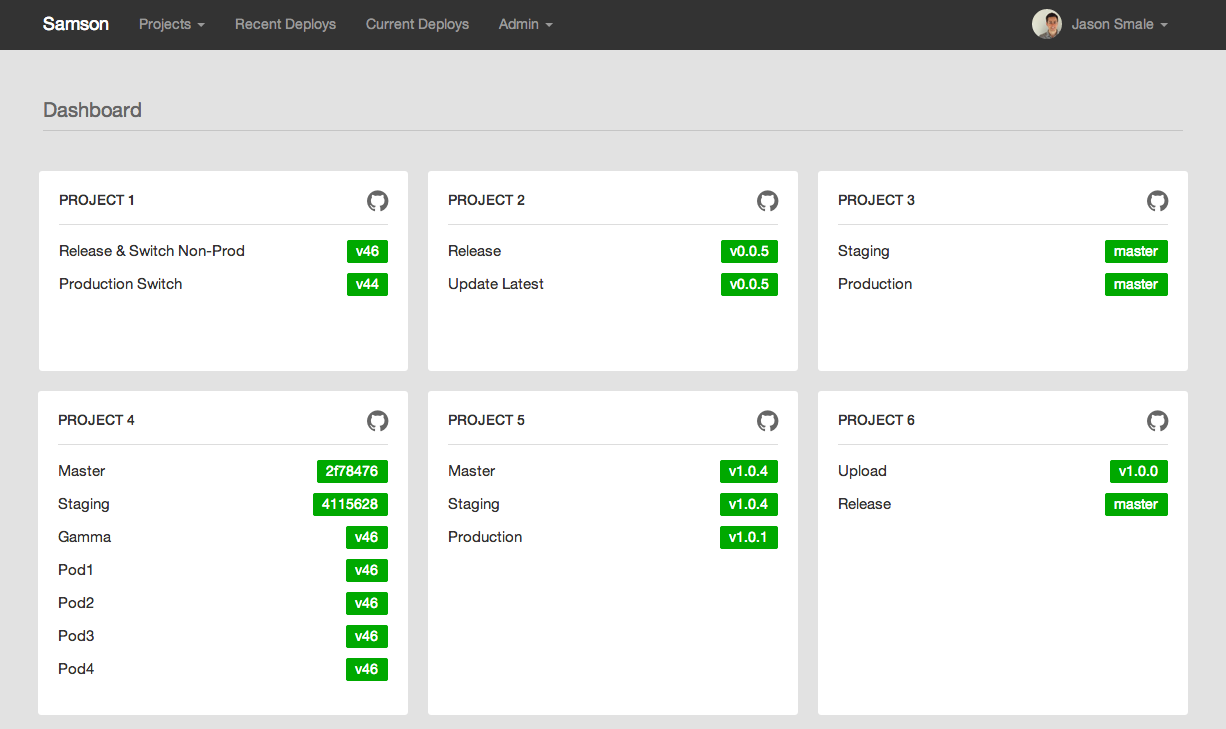 Samson Projects Recent Deploys Current Deploys Admin Jason Smale
Dashboard
PROJECT 1
Release & Switch Non-Prod v46
Production Switch v44
PROJECT 2
Release v0.0.5
Update Latest v0.0.5
PROJECT 3
Staging master
Production master
PROJECT 4
Master 2f78476
Staging 4115628
Gamma v46
Pod1 v46
Pod2 v46
Pod3 v46
Pod4 v46
PROJECT 5
Master v1.0.4
Staging v1.0.4
Production v1.0.1
PROJECT 6
Upload v1.0.0
Release master